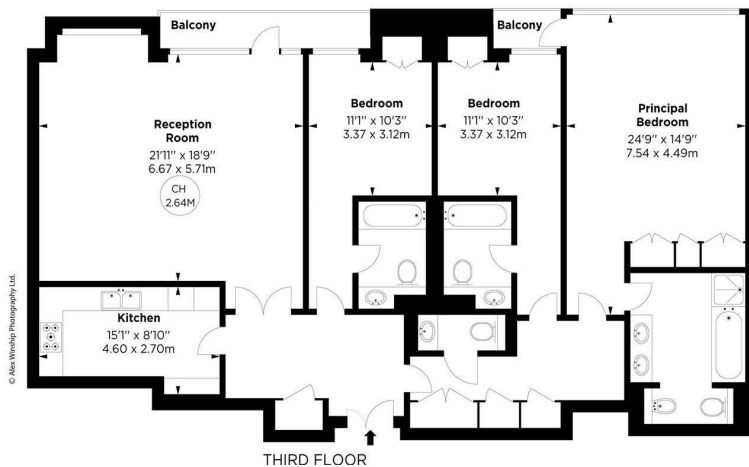 Balcony
Balcony
Reception
Room
21'11" x 18'9"
6.67 x 5.71m
CH
2.64M
Bedroom
11'1" x 10'3"
3.37 x 3.12m
Bedroom
11'1" x 10'3"
3.37 x 3.12m
Principal
Bedroom
24'9" x 14'9"
7.54 x 4.49m
Kitchen
15'1" x 8'10"
4.60 x 2.70m
© Alex Winship Photography Ltd.
THIRD FLOOR